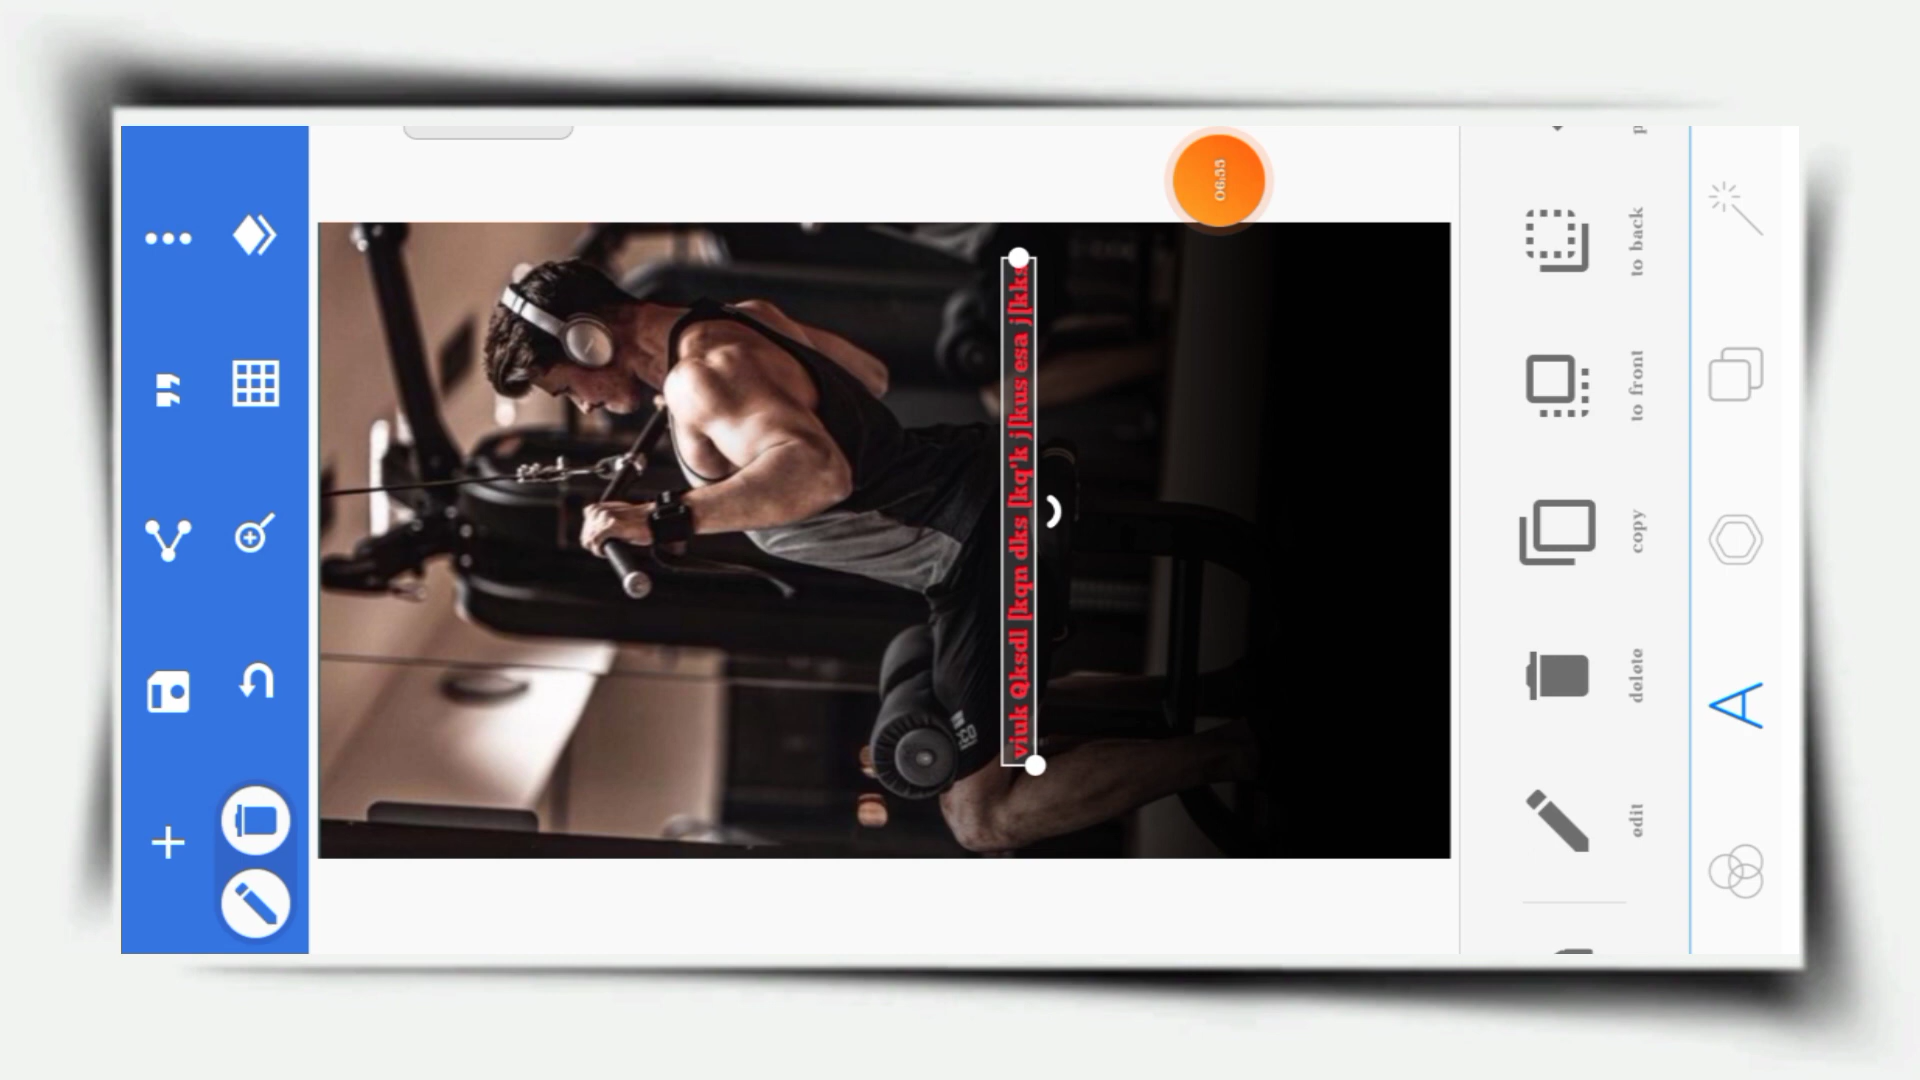 06:55
viuk Qksdl [kqn dks [kq'k j[kus esa j[kks
edit
delete
copy
to front
to back